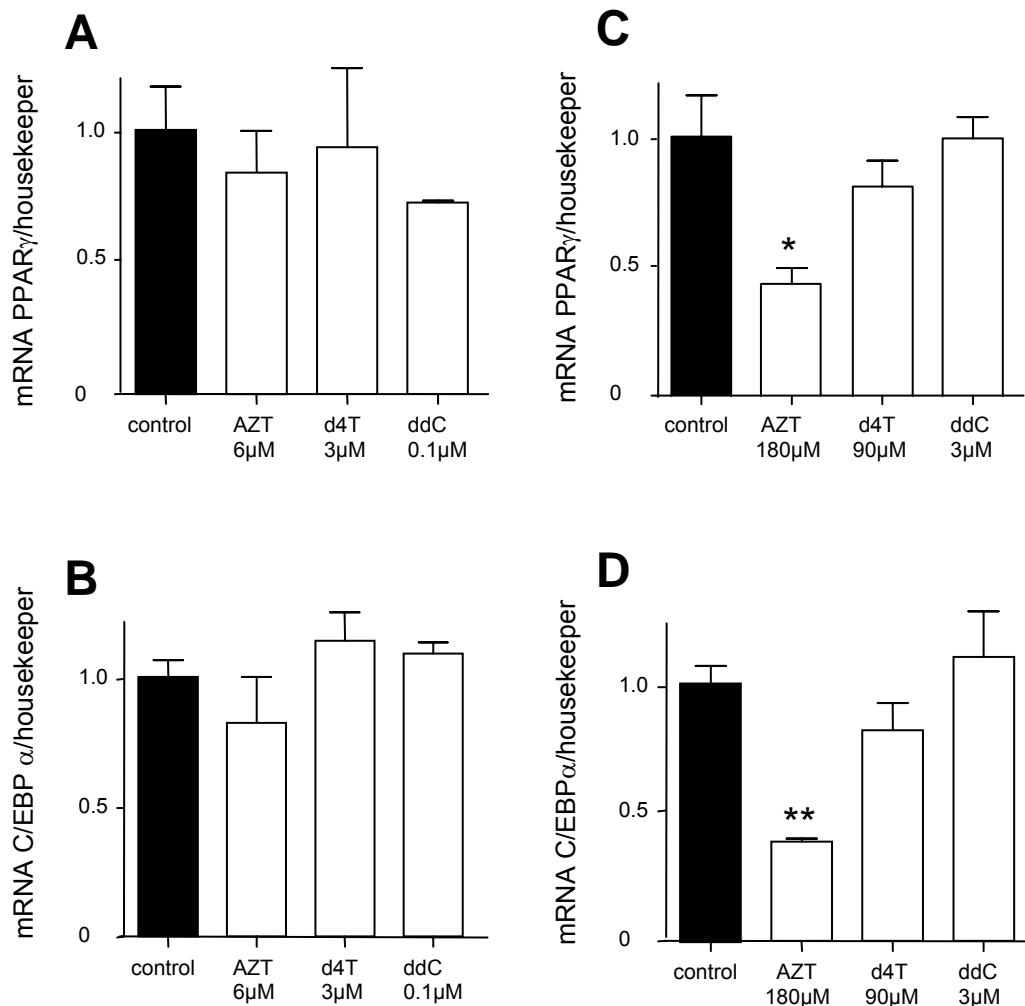 A
mRNA PPARγ/housekeeper
1.0
0.5
0
control
AZT
6µM
d4T
3µM
ddC
0.1µM
C
mRNA PPARγ/housekeeper
1.0
0.5
0
*
control
AZT
180µM
d4T
90µM
ddC
3µM
B
mRNA C/EBP α/housekeeper
1.0
0.5
0
control
AZT
6µM
d4T
3µM
ddC
0.1µM
D
mRNA C/EBPα/housekeeper
1.0
0.5
0
**
control
AZT
180µM
d4T
90µM
ddC
3µM